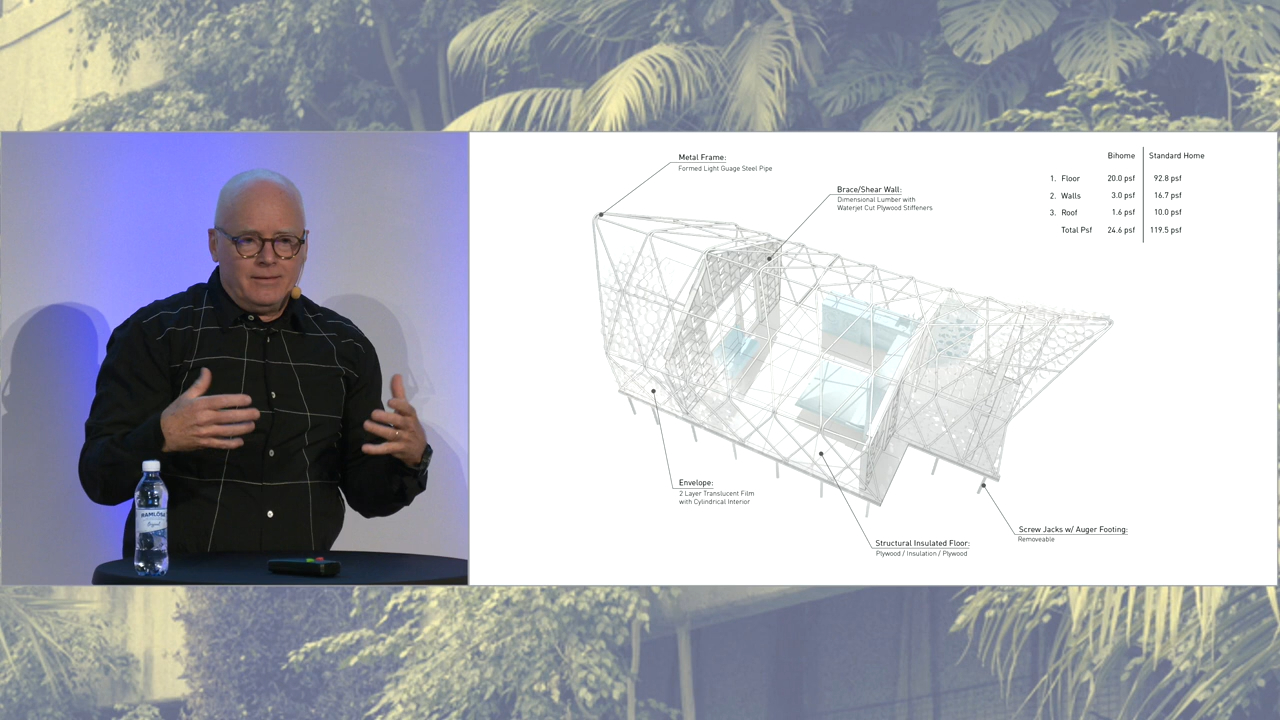 Metal Frame:
Formed Light Guage Steel Pipe
Brace/Shear Wall:
Dimensional Lumber with
Waterjet Cut Plywood Stiffeners
Bihome Standard Home
1. Floor 20.0 psf 92.8 psf
2. Walls 3.0 psf 16.7 psf
3. Roof 1.6 psf 10.0 psf
Total Psf 24.6 psf 119.5 psf
Envelope:
2 Layer Translucent Film
with Cylindrical Interior
Structural Insulated Floor:
Plywood / Insulation / Plywood
Screw Jacks w/ Auger Footing:
Removeable
RAMLÖSA
Original